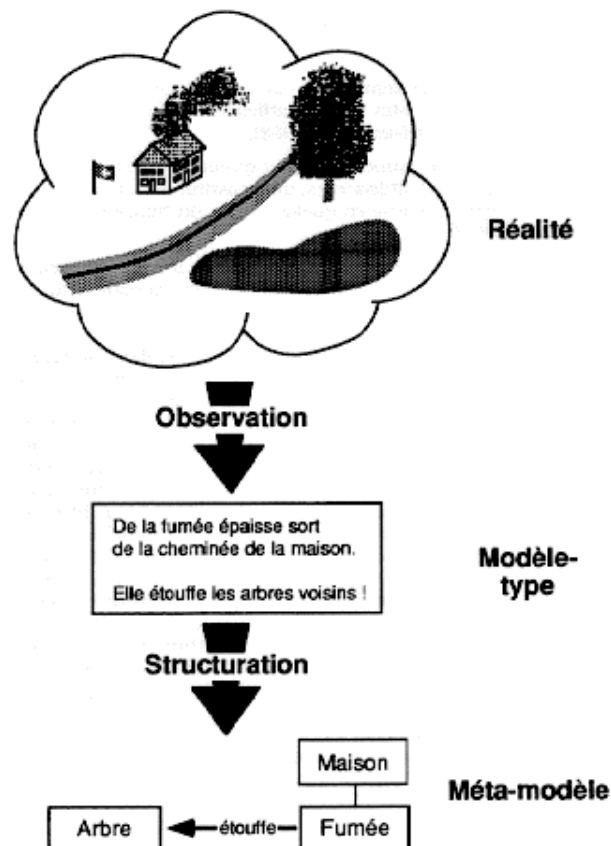 Réalité
Observation
De la fumée épaisse sort
de la cheminée de la maison.
Elle étouffe les arbres voisins !
Modèle-
type
Structuration
Maison
Méta-modèle
Arbre
étouffe
Fumée